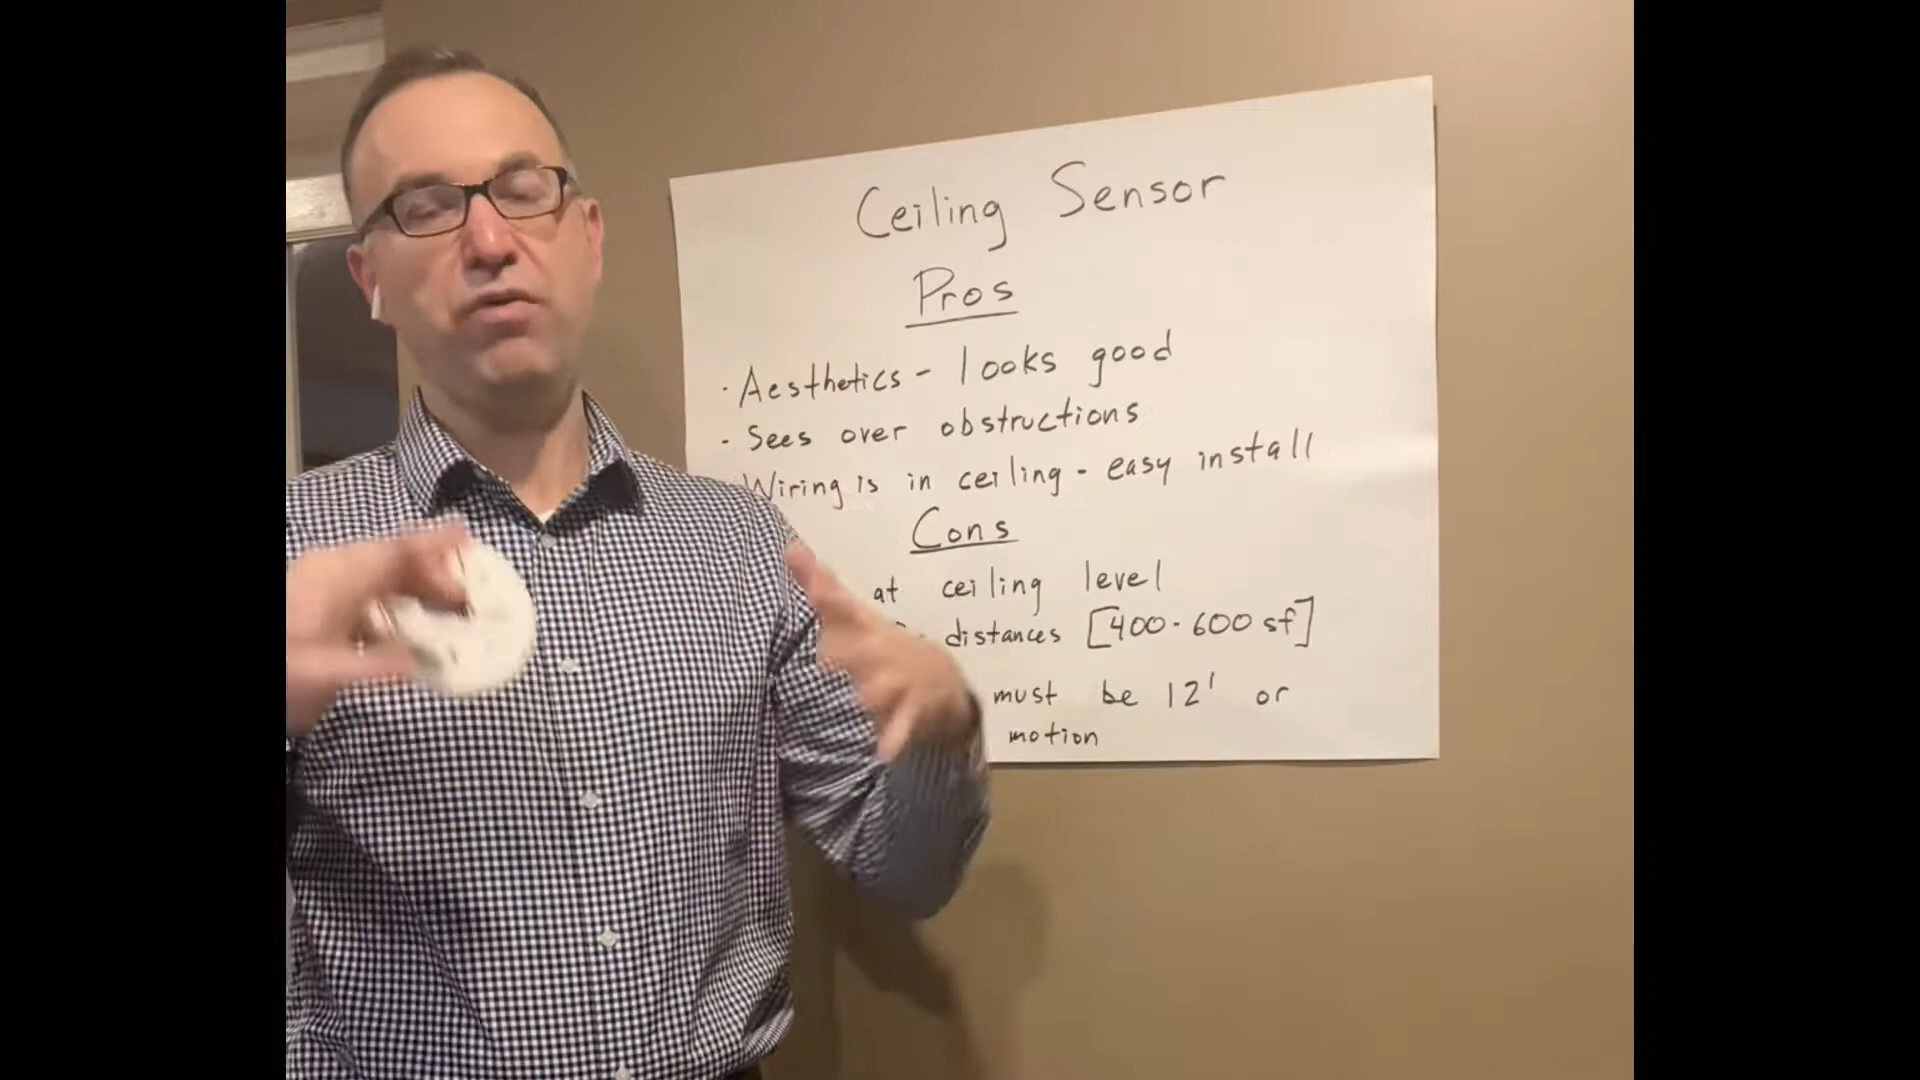 Ceiling Sensor
Pros
· Aesthetics - looks good
· Sees over obstructions
Wiring is in ceiling - easy install
Cons
at ceiling level
distances [400 - 600 sf]
must be 12' or
motion